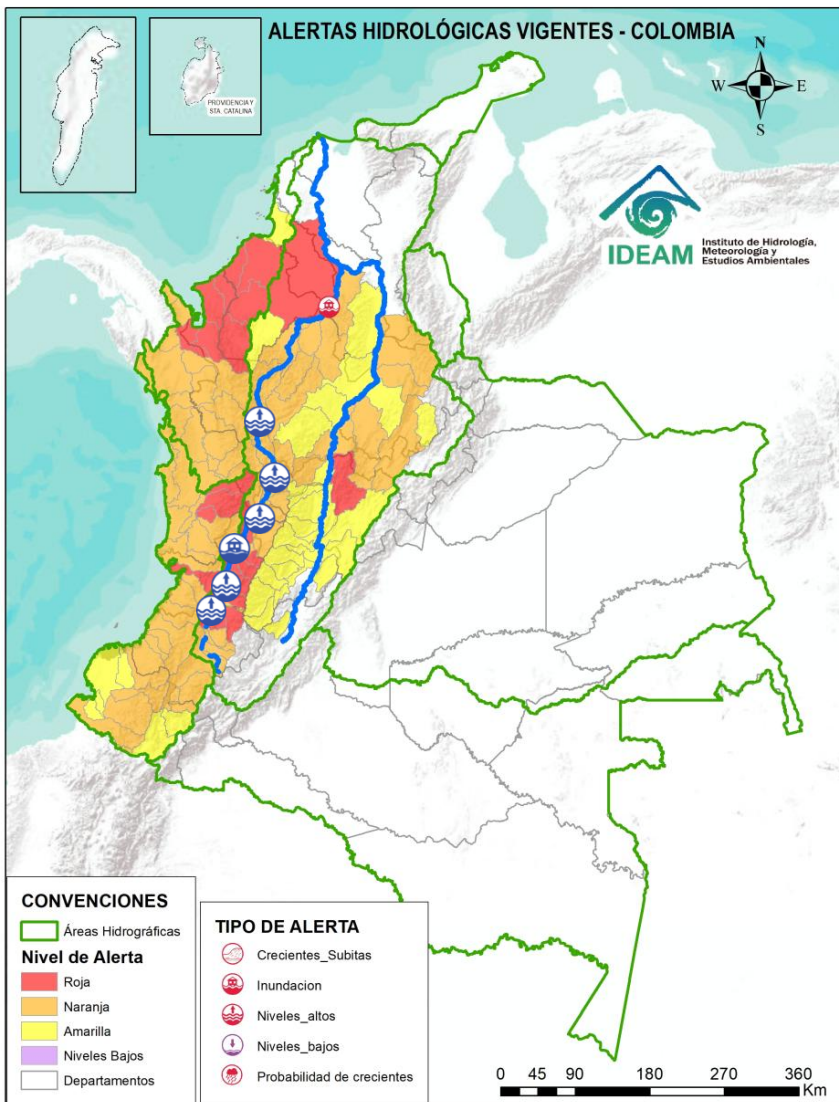 ALERTAS HIDROLÓGICAS VIGENTES - COLOMBIA
PROVIDENCIA Y
STA. CATALINA
N
W
E
S
IDEAM
Instituto de Hidrología,
Meteorología y
Estudios Ambientales
CONVENCIONES
Áreas Hidrográficas
Nivel de Alerta
Roja
Naranja
Amarilla
Niveles Bajos
Departamentos
TIPO DE ALERTA
Crecientes_Subitas
Inundacion
Niveles_altos
Niveles_bajos
Probabilidad de crecientes
0 45 90 180 270 360
Km